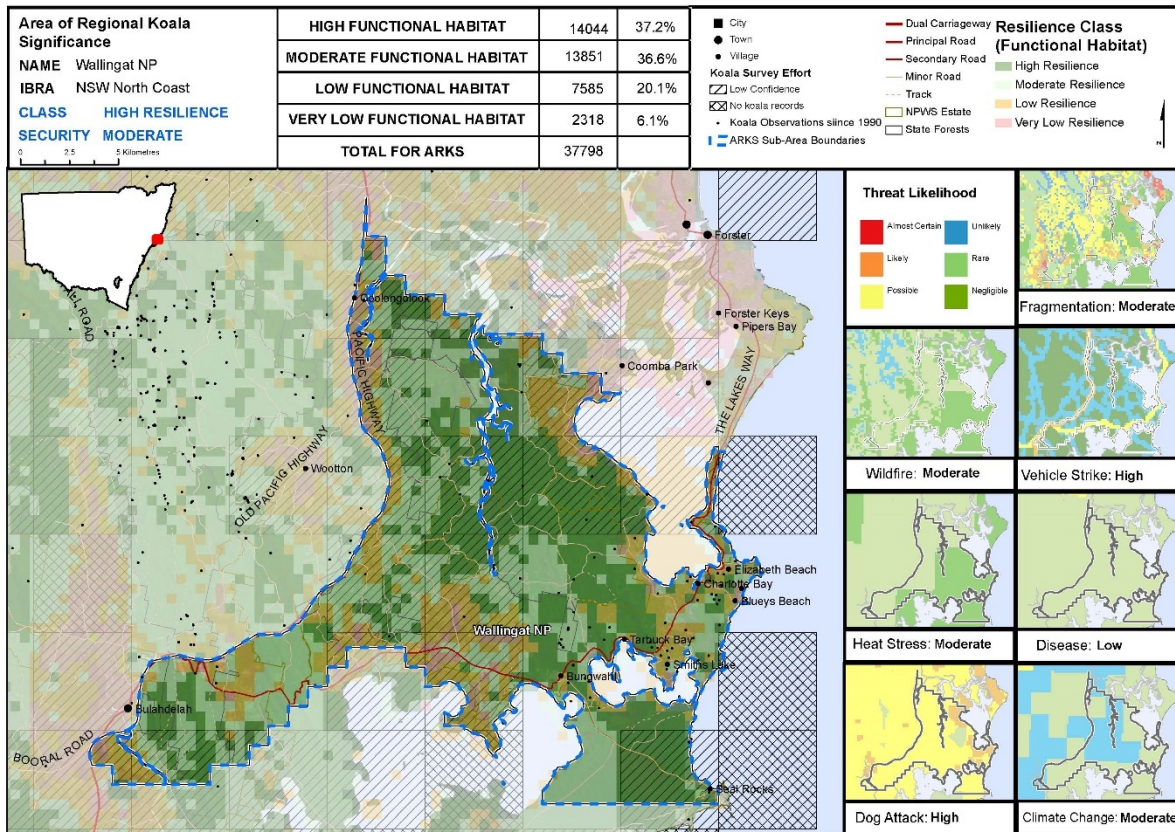 Area of Regional Koala
Significance
NAME Wallingat NP
IBRA NSW North Coast
CLASS HIGH RESILIENCE
SECURITY MODERATE
0 2.5 5 Kilometres
HIGH FUNCTIONAL HABITAT 14044 37.2%
MODERATE FUNCTIONAL HABITAT 13851 36.6%
LOW FUNCTIONAL HABITAT 7585 20.1%
VERY LOW FUNCTIONAL HABITAT 2318 6.1%
TOTAL FOR ARKS 37798
City
Town
Village
Koala Survey Effort
Low Confidence
No koala records
Koala Observations siince 1990
ARKS Sub-Area Boundaries
Dual Carriageway
Principal Road
Secondary Road
Minor Road
Track
NPWS Estate
State Forests
Resilience Class
(Functional Habitat)
High Resilience
Moderate Resilience
Low Resilience
Very Low Resilience
N
Forster
Coolongolook
Forster Keys
Pipers Bay
ROAD
PACIFIC HIGHWAY
Coomba Park
THE LAKES WAY
Wootton
OLD PACIFIC HIGHWAY
Elizabeth Beach
Charlotte Bay
Blueys Beach
Wallingat NP
Tarbuck Bay
Smiths Lake
Bungwahl
Bulahdelah
BOORAL ROAD
Seal Rocks
Threat Likelihood
Almost Certain
Unlikely
Likely
Rare
Possible
Negligible
Fragmentation: Moderate
Wildfire: Moderate
Vehicle Strike: High
Heat Stress: Moderate
Disease: Low
Dog Attack: High
Climate Change: Moderate